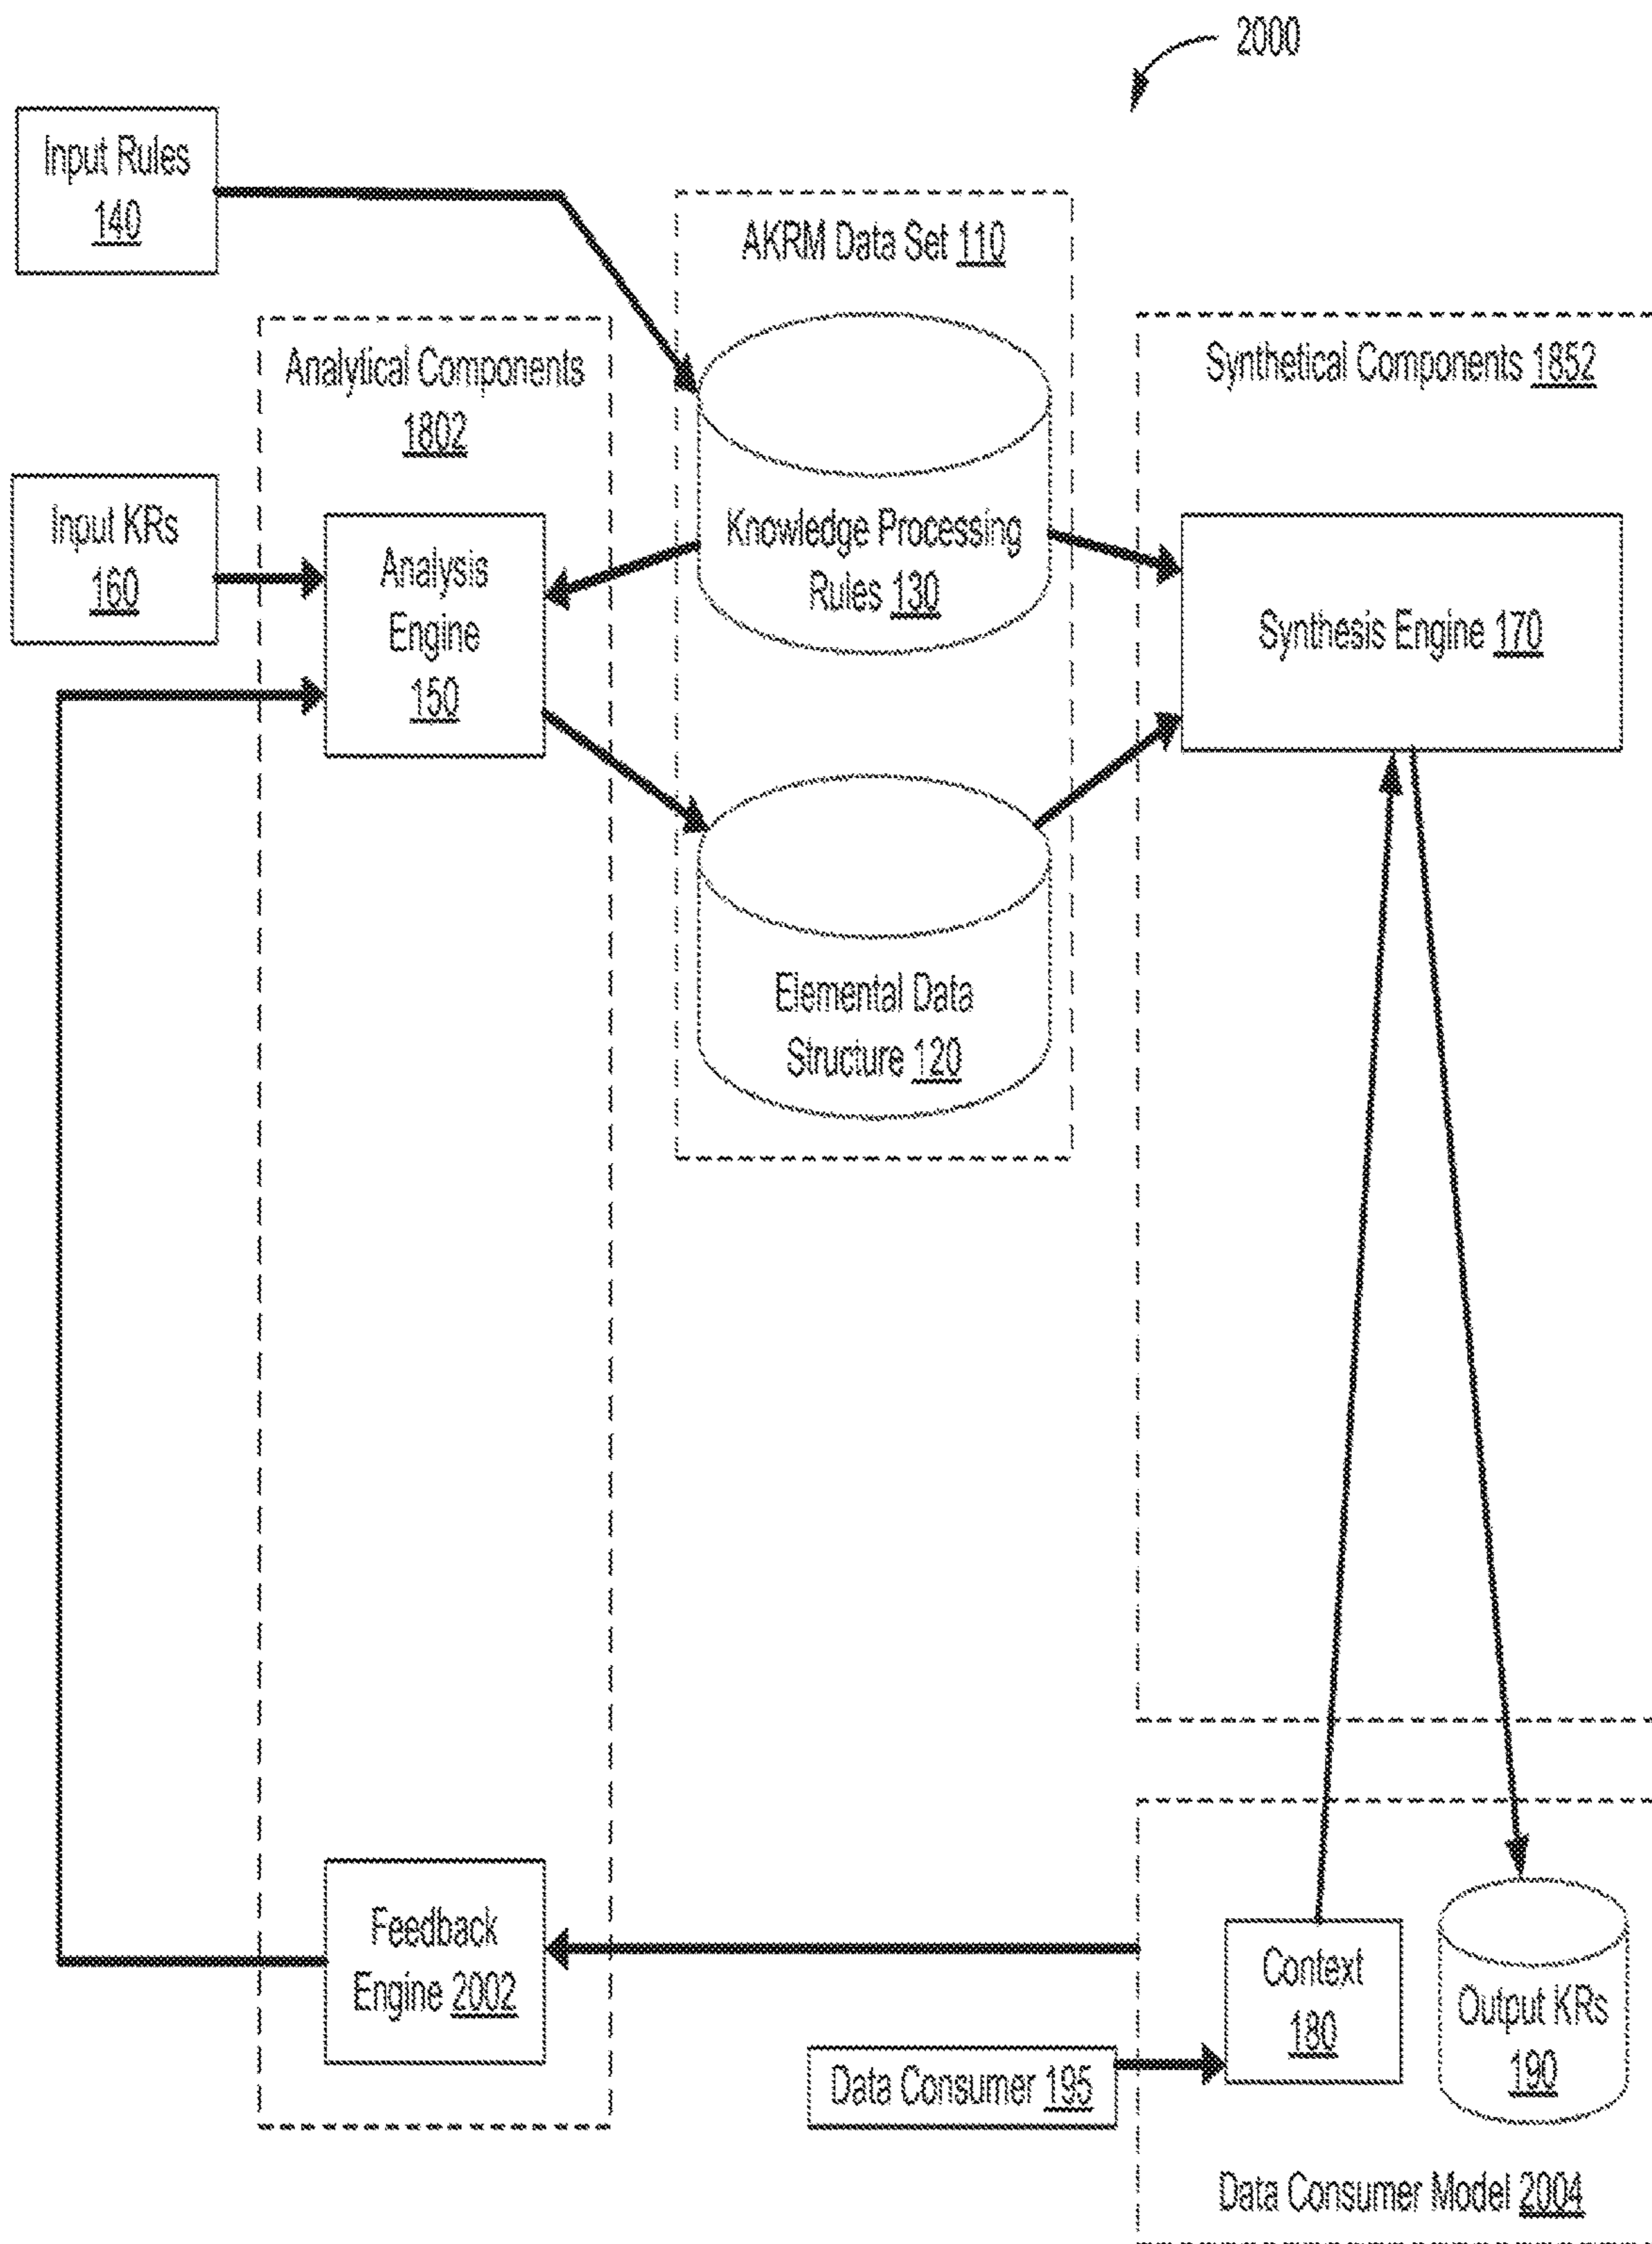 2000
Input Rules
140
AKRM Data Set 110
Analytical Components
1802
Synthetical Components 1852
Input KRs
160
Analysis
Engine
150
Knowledge Processing
Rules 130
Synthesis Engine 170
Elemental Data
Structure 120
Feedback
Engine 2002
Context
180
Output KRs
190
Data Consumer 195
Data Consumer Model 2004